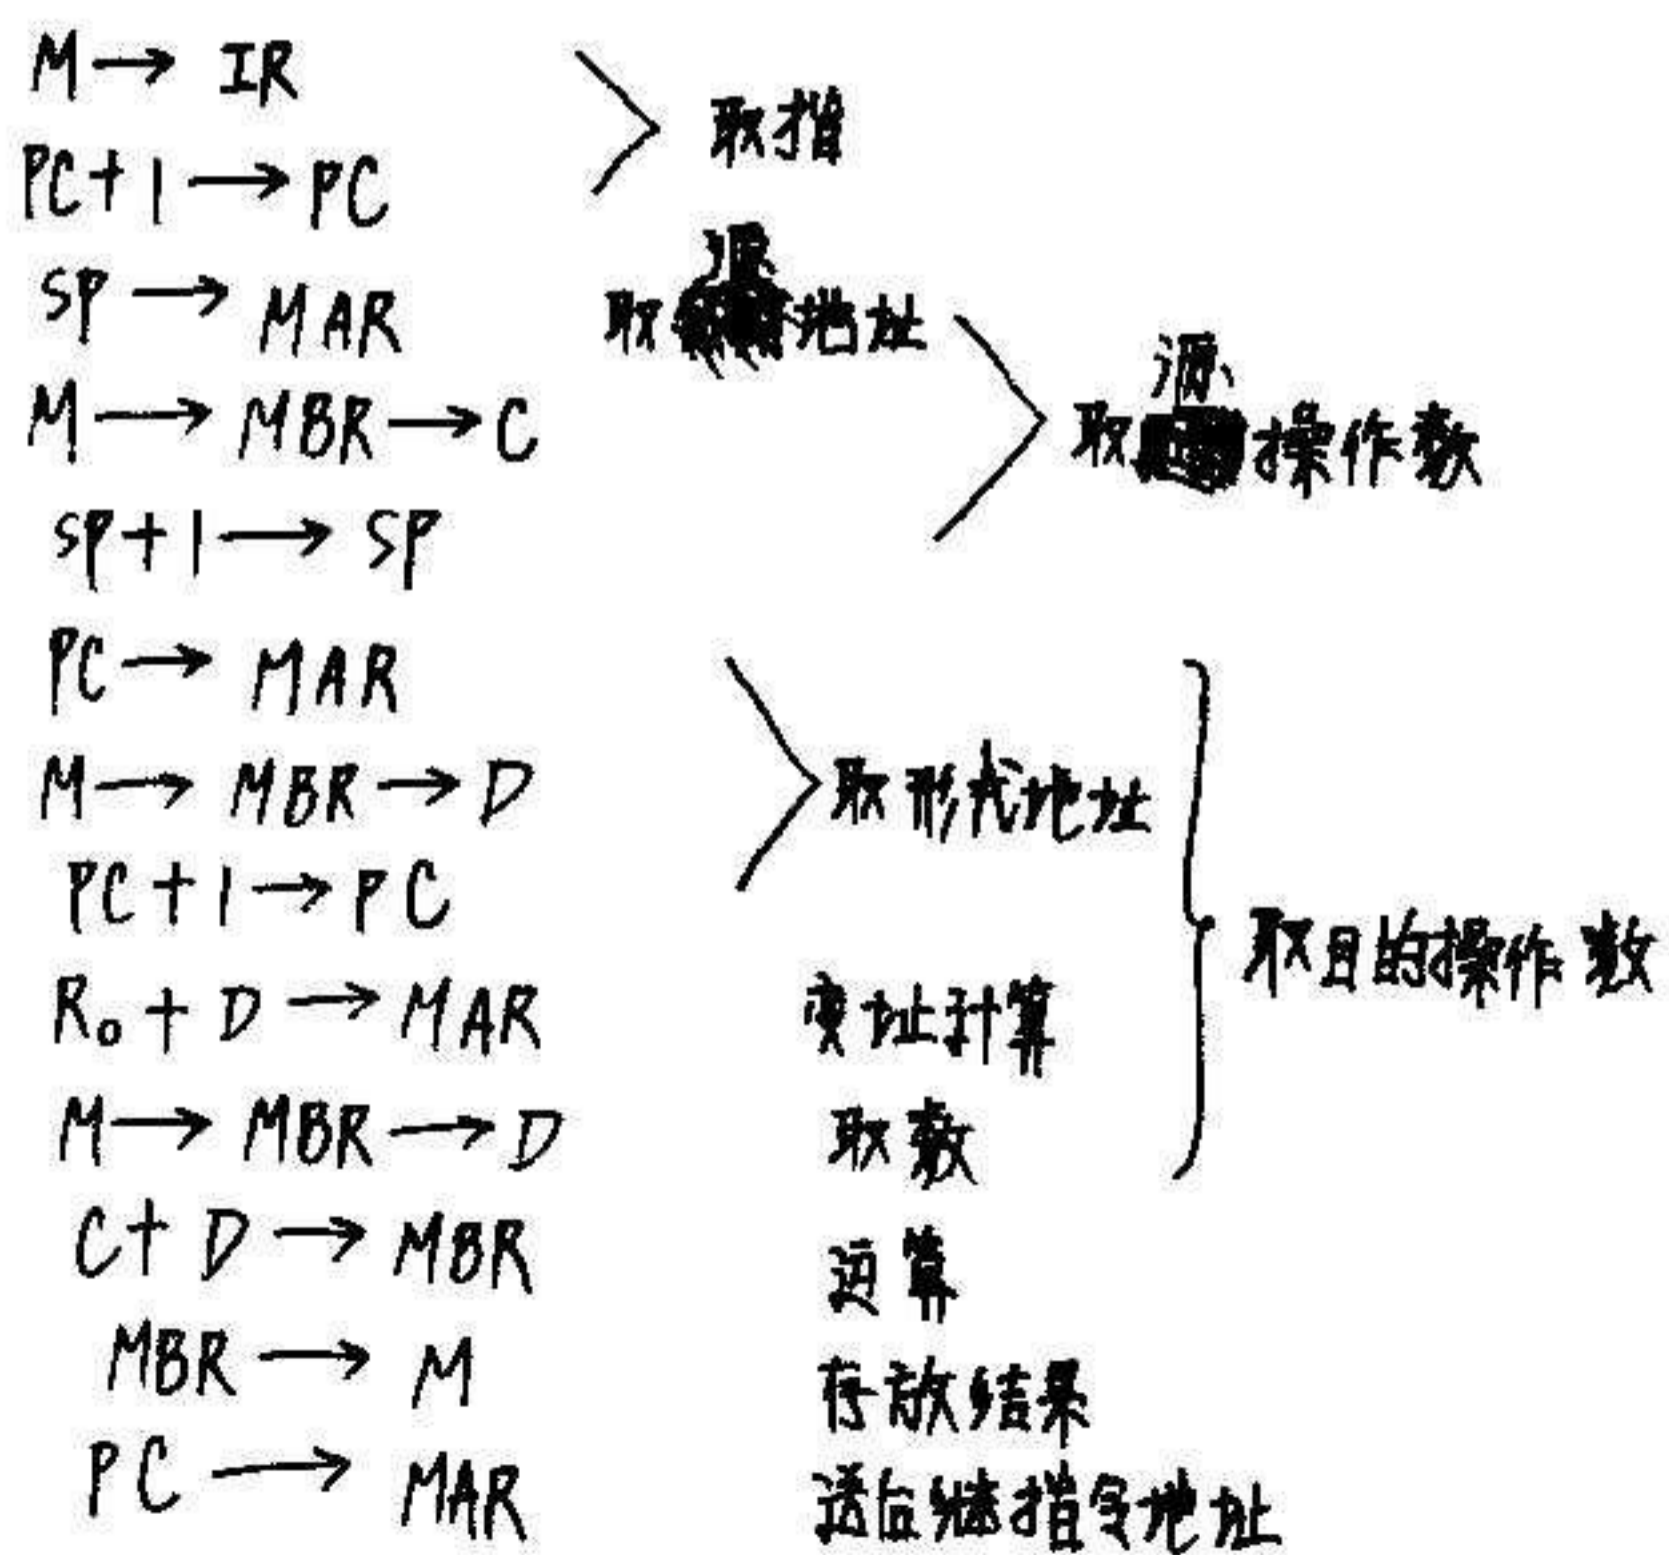 M→ IR
PC+1→PC
取指
SP→MAR
取源地址
M→MBR→C
取源操作数
SP+1→SP
PC→MAR
M→MBR→D
取形式地址
PC+1→PC
取目的操作数
R₀+D→MAR 变址计算
M→MBR→D 取数
C+D→MBR 运算
MBR→M 存放结果
PC→MAR 送后继指令地址